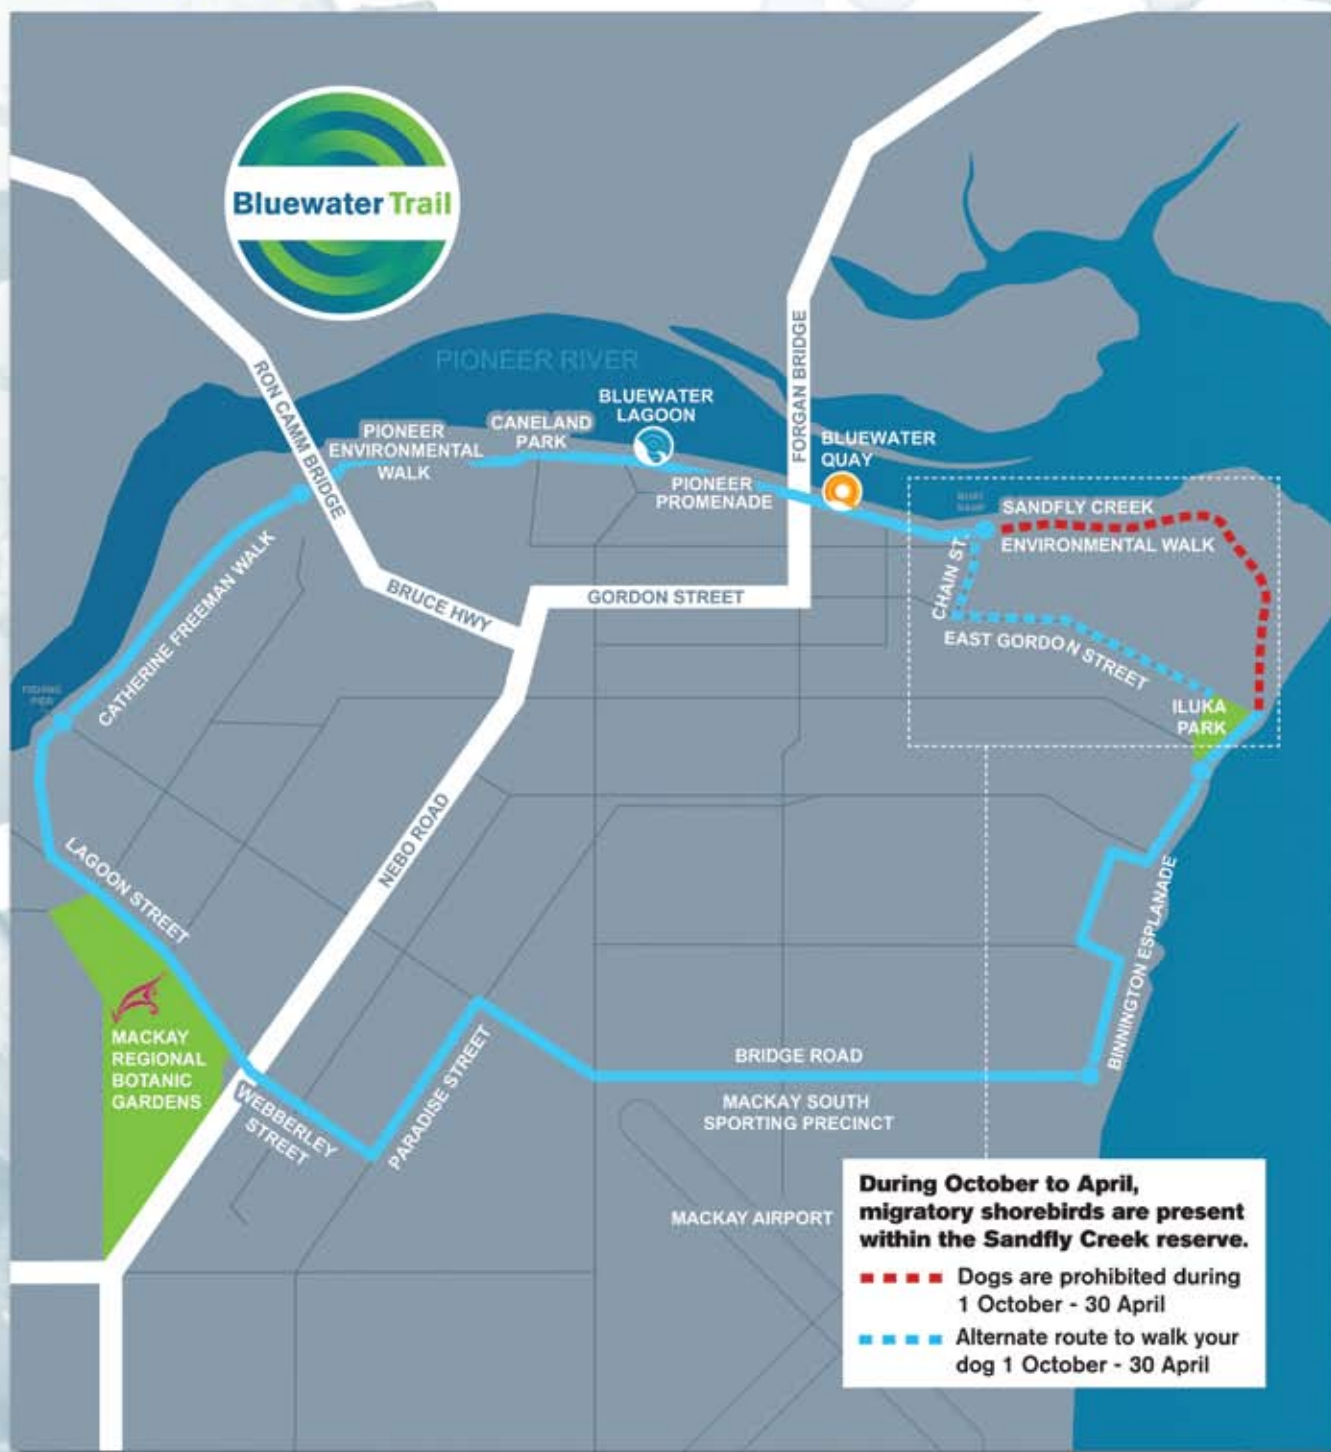 Bluewater Trail
PIONEER RIVER
RON CAMM BRIDGE
FORGAN BRIDGE
BLUEWATER
LAGOON
CANELAND
PARK
PIONEER
ENVIRONMENTAL
WALK
BLUEWATER
QUAY
PIONEER
PROMENADE
SANDFLY CREEK
ENVIRONMENTAL WALK
CHAIN ST.
EAST GORDON STREET
CATHERINE FREEMAN WALK
BRUCE HWY
GORDON STREET
FISHING
PIER
ILUKA
PARK
NEBO ROAD
LAGOON STREET
BINNINGTON ESPLANADE
MACKAY
REGIONAL
BOTANIC
GARDENS
WEBBERLEY
STREET
PARADISE STREET
BRIDGE ROAD
MACKAY SOUTH
SPORTING PRECINCT
MACKAY AIRPORT
During October to April,
migratory shorebirds are present
within the Sandfly Creek reserve.
Dogs are prohibited during
1 October - 30 April
Alternate route to walk your
dog 1 October - 30 April